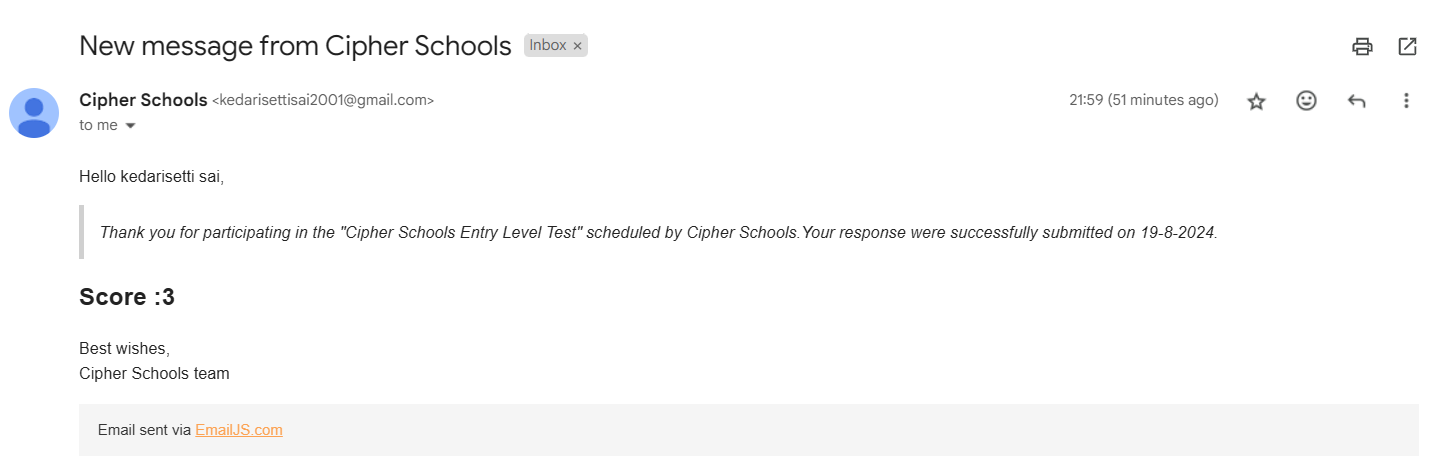 New message from Cipher Schools Inbox ×
Cipher Schools <kedarisettisai2001@gmail.com> 21:59 (51 minutes ago)
to me
Hello kedarisetti sai,
Thank you for participating in the "Cipher Schools Entry Level Test" scheduled by Cipher Schools.Your response were successfully submitted on 19-8-2024.
Score :3
Best wishes,
Cipher Schools team
Email sent via EmailJS.com